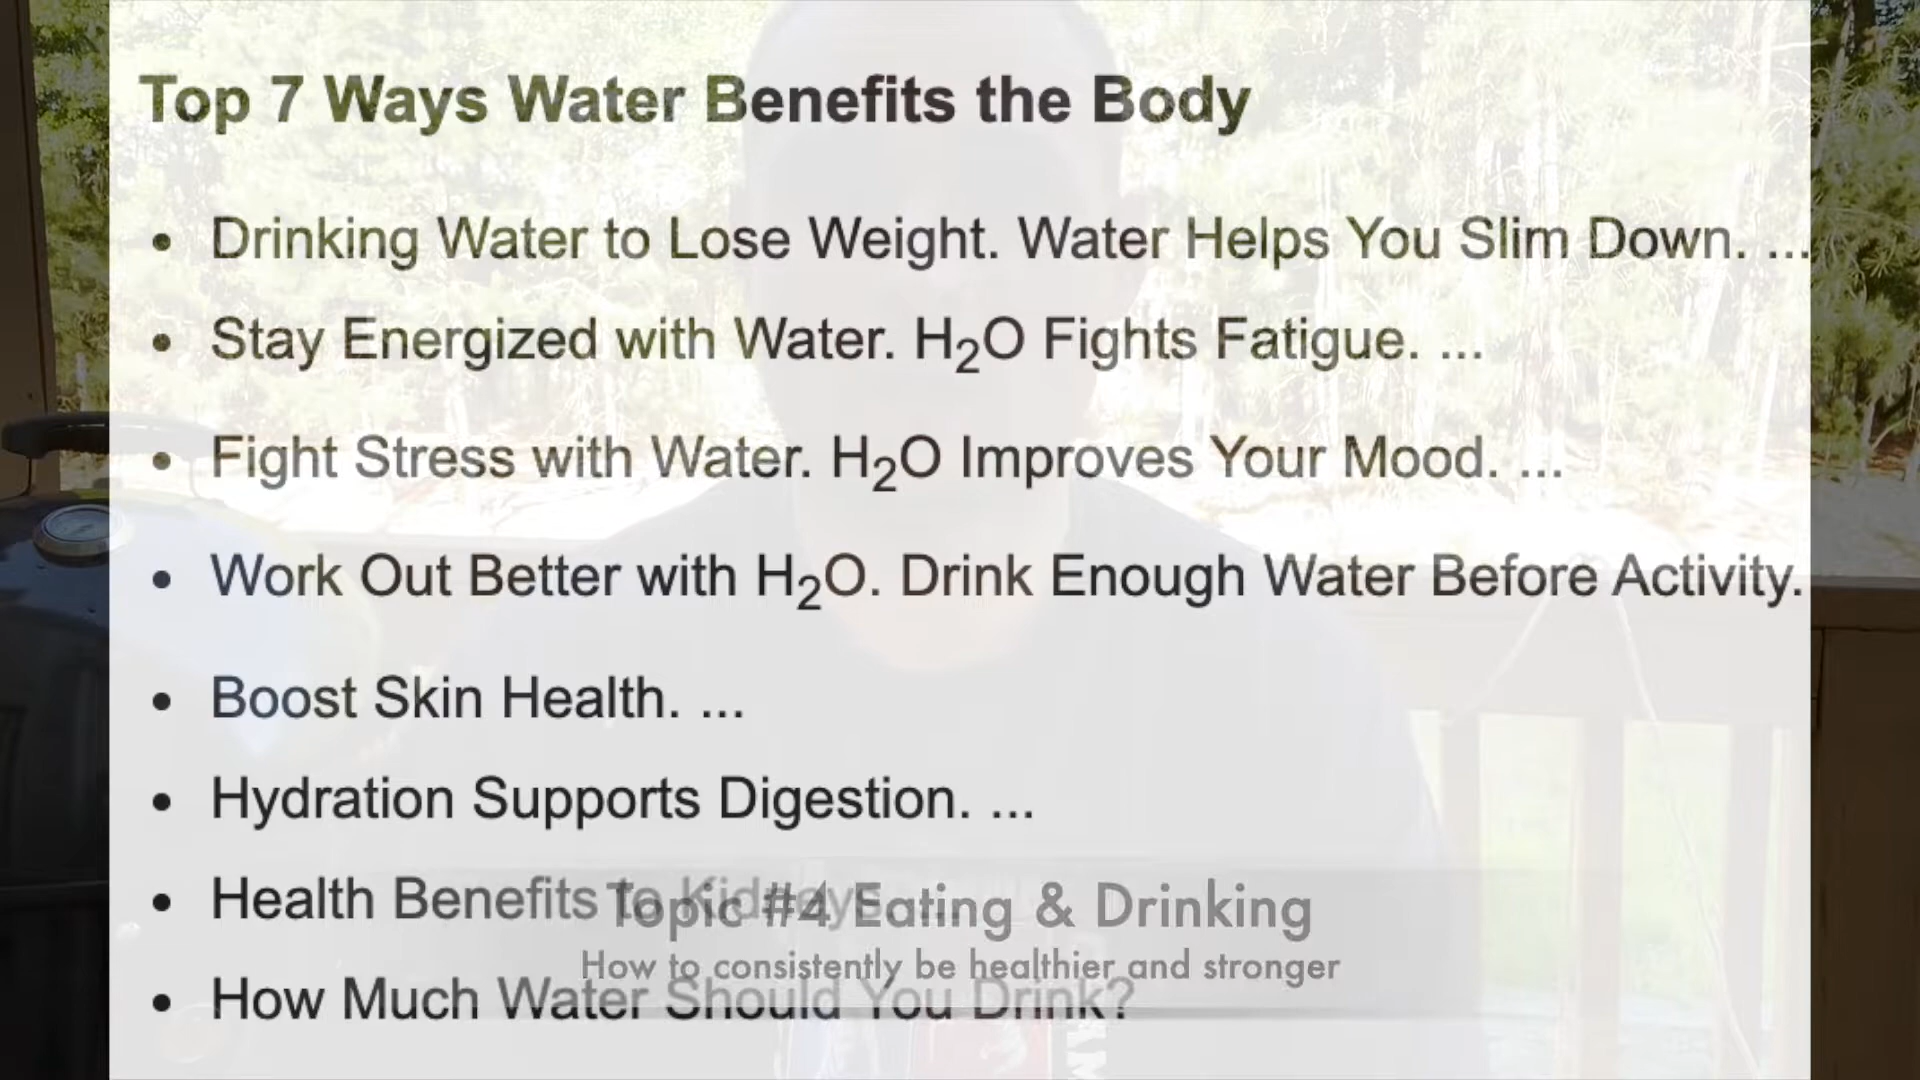 Top 7 Ways Water Benefits the Body
• Drinking Water to Lose Weight. Water Helps You Slim Down. ...
• Stay Energized with Water. H₂O Fights Fatigue. ...
• Fight Stress with Water. H₂O Improves Your Mood. ...
• Work Out Better with H₂O. Drink Enough Water Before Activity.
• Boost Skin Health. ...
• Hydration Supports Digestion. ...
• Health Benefits to Kidneys. ...
Topic #4 Eating & Drinking
How to consistently be healthier and stronger
• How Much Water Should You Drink?